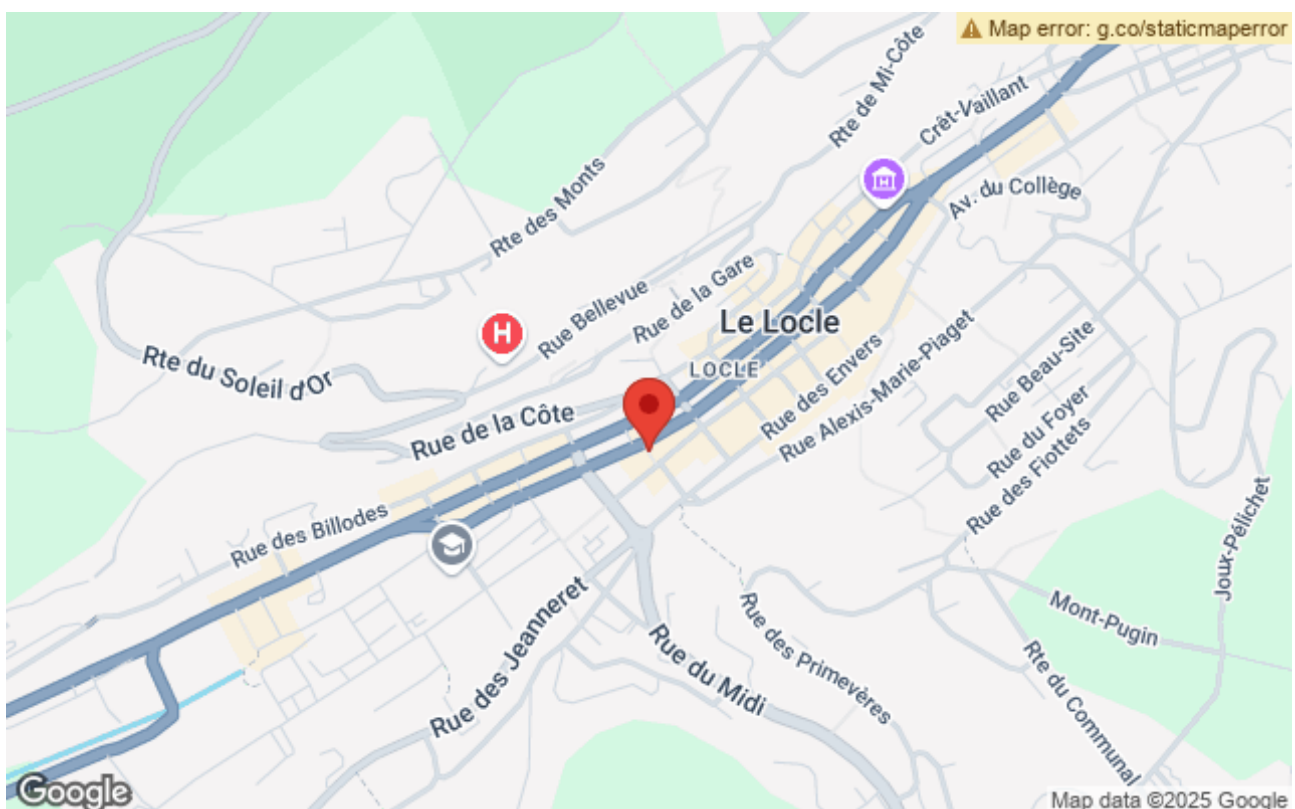 Map error: g.co/staticmaperror
Rte de Mi-Côte
Crêt-Vaillant
Rte des Monts
Av. du Collège
Rue de la Gare
Rue Bellevue
H
Le Locle
LOCLE
Rte du Soleil d'Or
Rue Alexis-Marie-Piaget
Rue des Envers
Rue Beau-Site
Rue de la Côte
Rue du Foyer
Rue des Fiottets
Rue des Billodes
Joux-Pélichet
Rue des Jeanneret
Rue des Primevères
Mont-Pugin
Rue du Midi
Rte du Communal
Google
Map data ©2025 Google